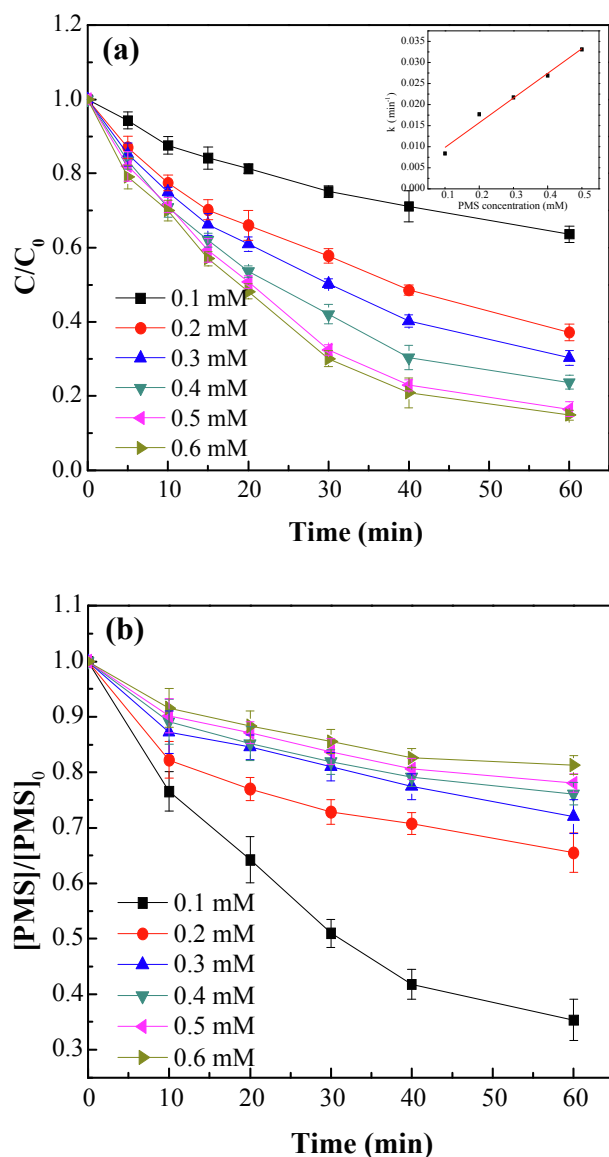 (a)
C/C₀
1.2
1.0
0.8
0.6
0.4
0.2
0.0
0.1 mM
0.2 mM
0.3 mM
0.4 mM
0.5 mM
0.6 mM
0 10 20 30 40 50 60
Time (min)
k (min⁻¹)
0.035
0.030
0.025
0.020
0.015
0.010
0.005
0.000
0.1 0.2 0.3 0.4 0.5
PMS concentration (mM)
(b)
[PMS]/[PMS]₀
1.1
1.0
0.9
0.8
0.7
0.6
0.5
0.4
0.3
0.1 mM
0.2 mM
0.3 mM
0.4 mM
0.5 mM
0.6 mM
0 10 20 30 40 50 60
Time (min)